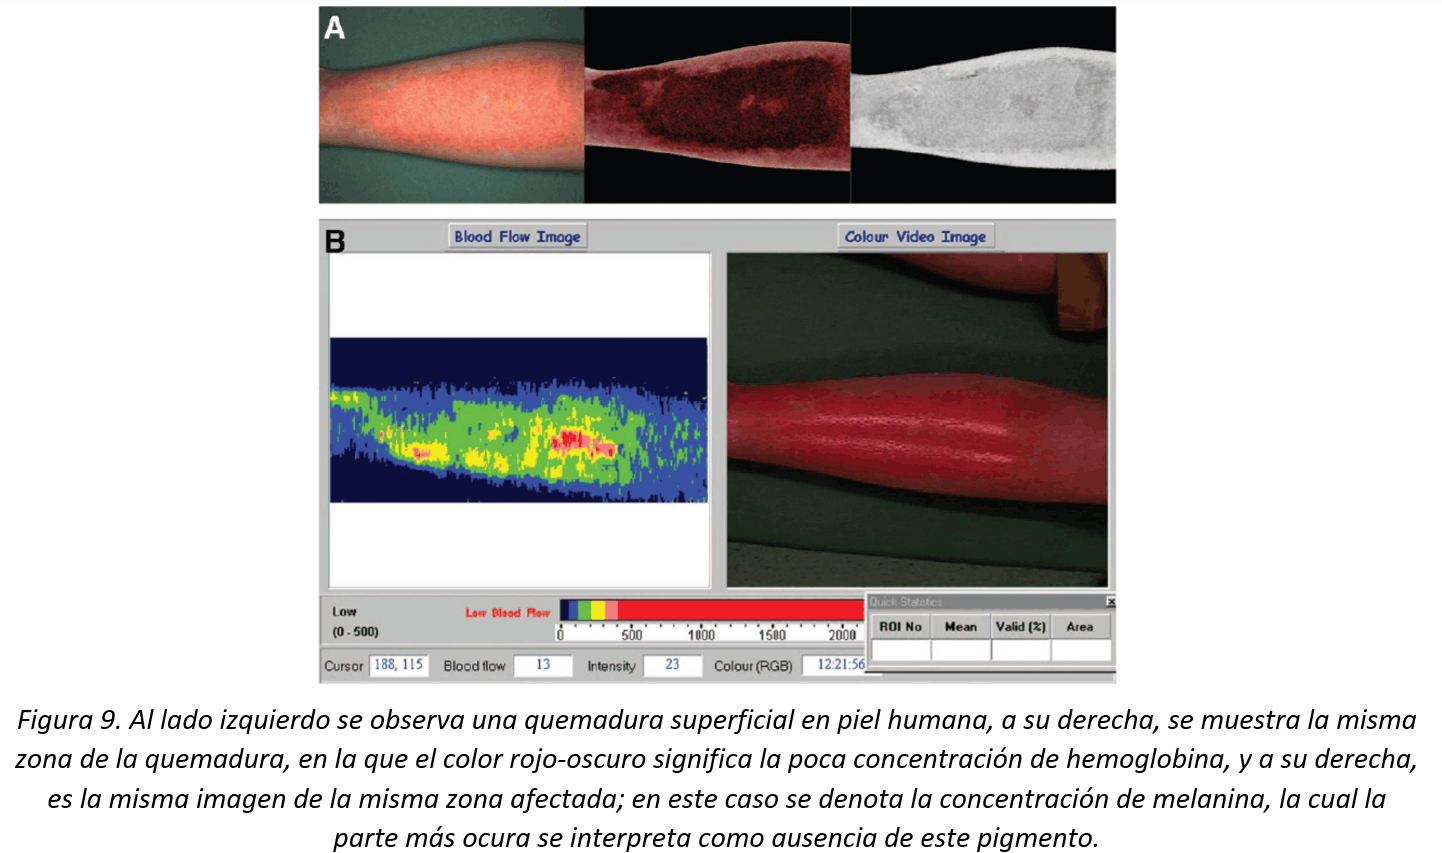 A
B
Blood Flow Image
Colour Video Image
Low
(0 - 500)
Low Blood Flow
0 500 1000 1500 2000
Quick Statistics
ROI No Mean Valid (%) Area
Cursor 188, 115 Blood flow 13 Intensity 23 Colour (RGB) 12:21:56
Figura 9. Al lado izquierdo se observa una quemadura superficial en piel humana, a su derecha, se muestra la misma
zona de la quemadura, en la que el color rojo-oscuro significa la poca concentración de hemoglobina, y a su derecha,
es la misma imagen de la misma zona afectada; en este caso se denota la concentración de melanina, la cual la
parte más ocura se interpreta como ausencia de este pigmento.